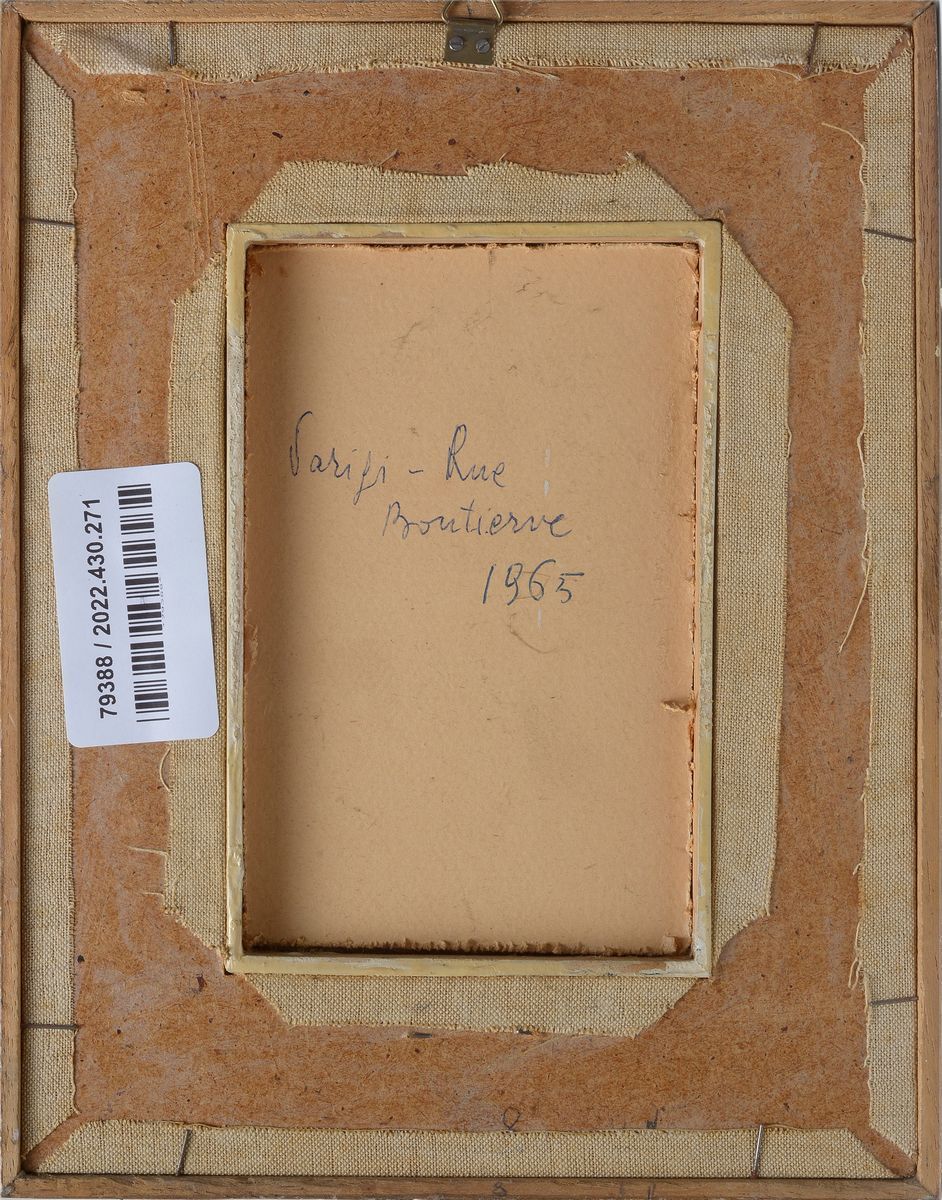 Parigi - Rue
Boutierve
1965
79388 / 2022.430.271